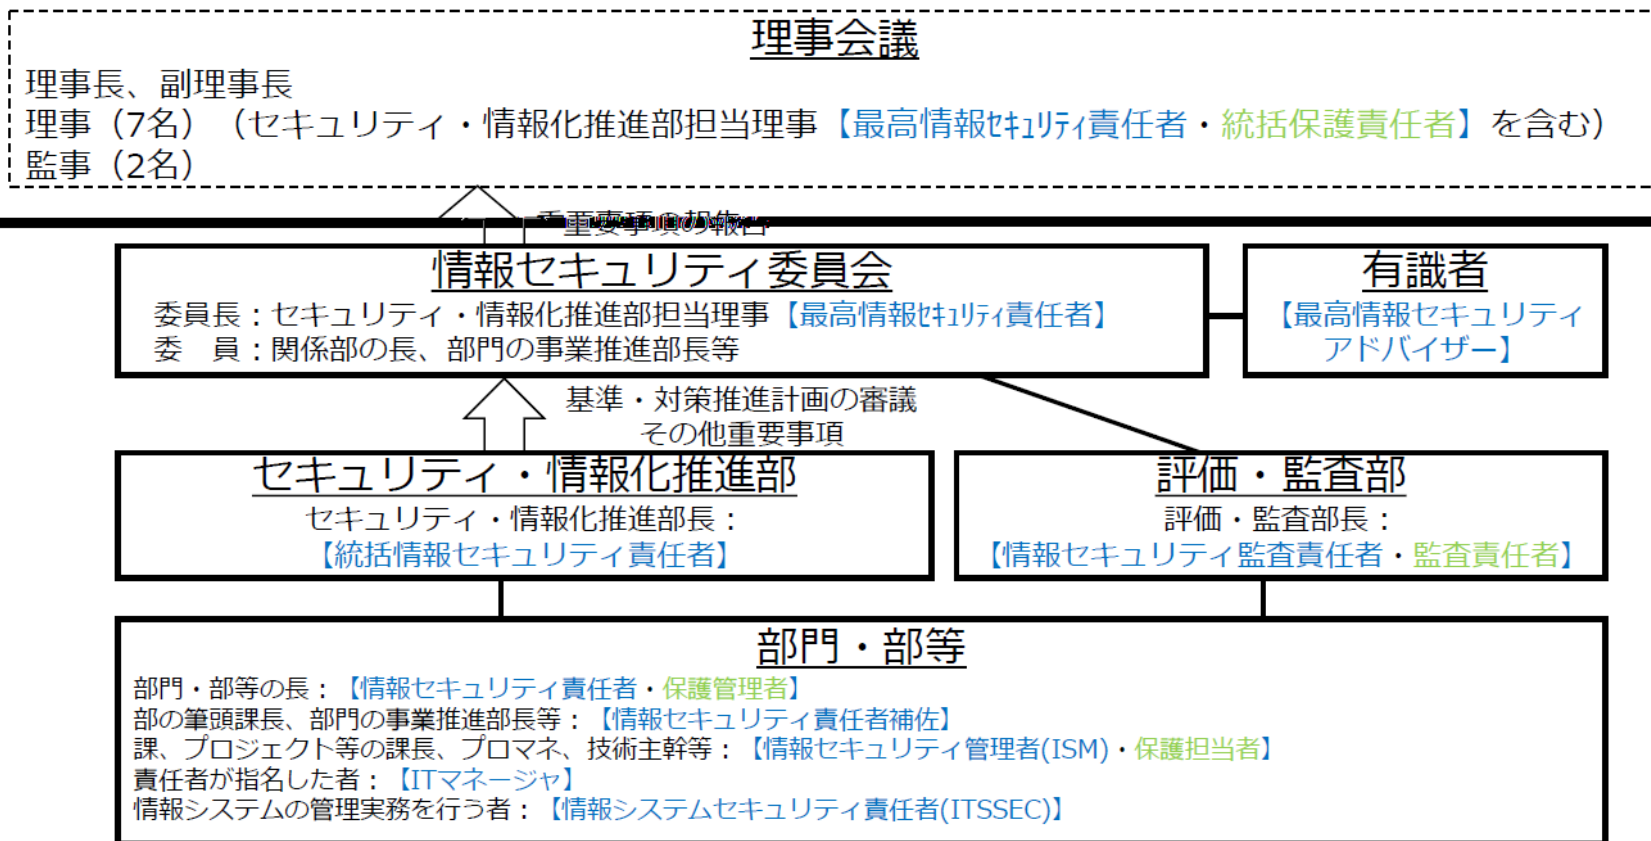 理事会議
理事長、副理事長
理事（7名）（セキュリティ・情報化推進部担当理事【最高情報ｾｷｭﾘﾃｨ責任者・統括保護責任者】を含む）
監事（2名）
重要事項の報告
情報セキュリティ委員会
委員長：セキュリティ・情報化推進部担当理事【最高情報ｾｷｭﾘﾃｨ責任者】
委　員：関係部の長、部門の事業推進部長等
有識者
【最高情報セキュリティ
アドバイザー】
基準・対策推進計画の審議
その他重要事項
セキュリティ・情報化推進部
セキュリティ・情報化推進部長：
【統括情報セキュリティ責任者】
評価・監査部
評価・監査部長：
【情報セキュリティ監査責任者・監査責任者】
部門・部等
部門・部等の長：【情報セキュリティ責任者・保護管理者】
部の筆頭課長、部門の事業推進部長等：【情報セキュリティ責任者補佐】
課、プロジェクト等の課長、プロマネ、技術主幹等：【情報セキュリティ管理者(ISM)・保護担当者】
責任者が指名した者：【ITマネージャ】
情報システムの管理実務を行う者：【情報システムセキュリティ責任者(ITSSEC)】